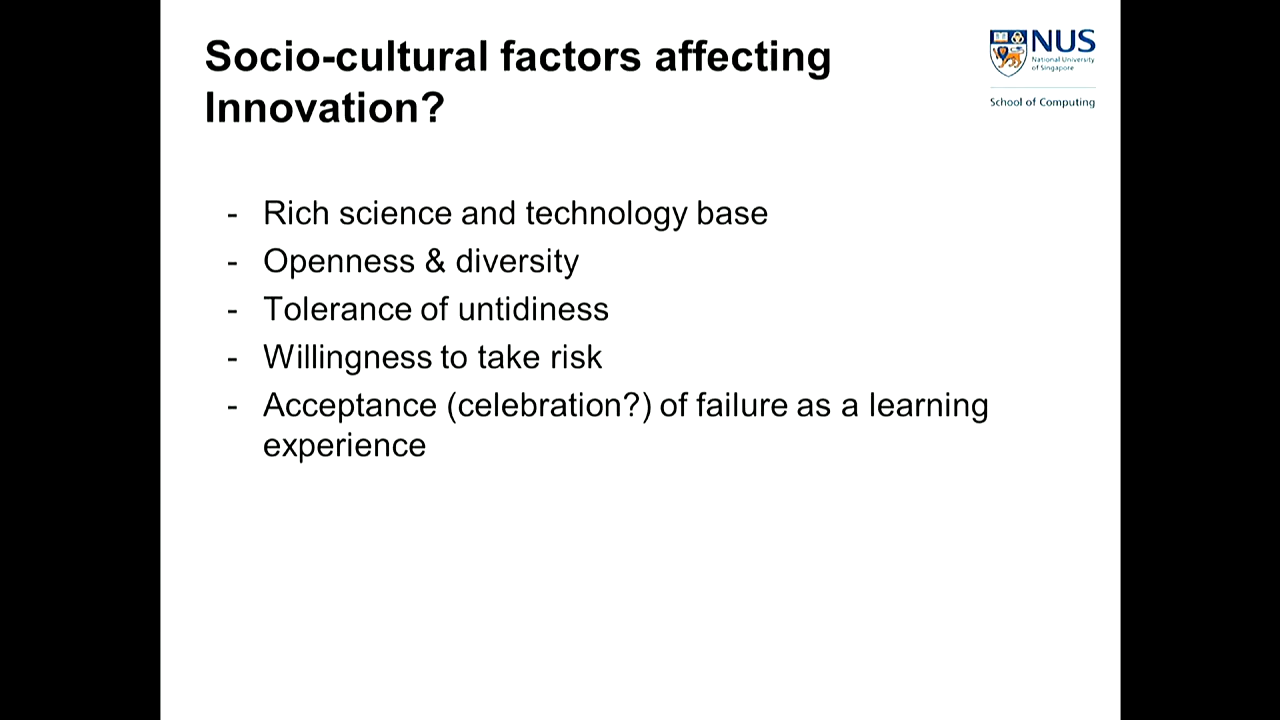 Socio-cultural factors affecting
Innovation?
NUS
National University
of Singapore
School of Computing
- Rich science and technology base
- Openness & diversity
- Tolerance of untidiness
- Willingness to take risk
- Acceptance (celebration?) of failure as a learning
experience